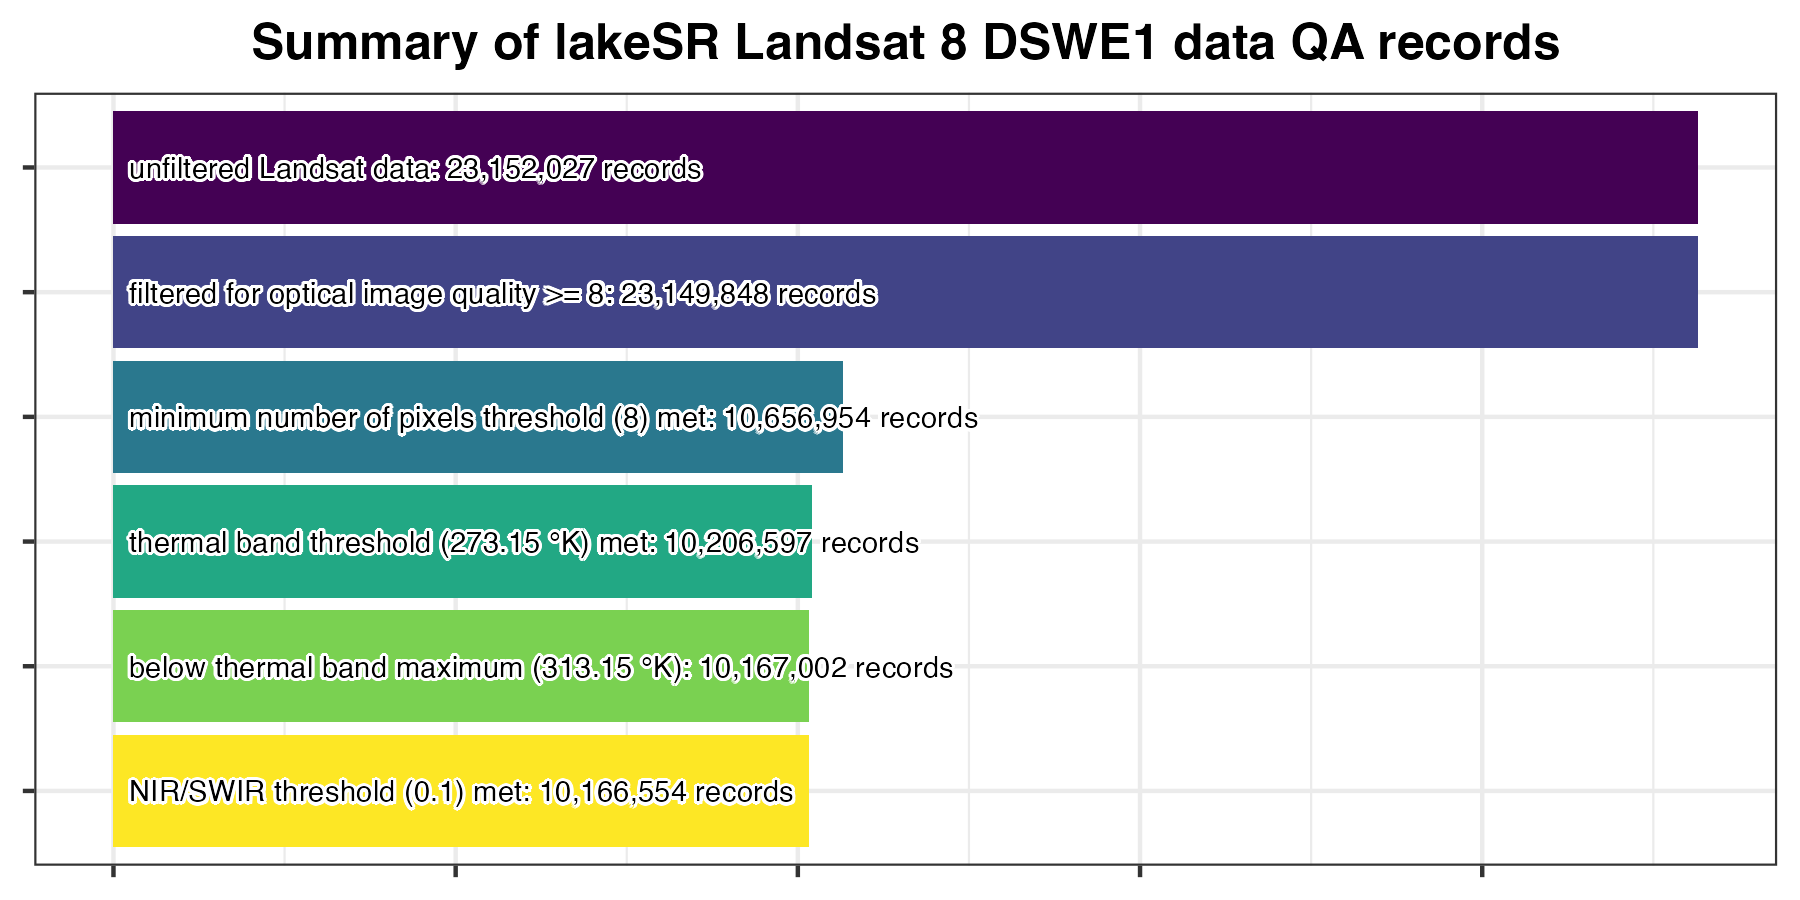 Summary of lakeSR Landsat 8 DSWE1 data QA records
unfiltered Landsat data: 23,152,027 records
filtered for optical image quality >= 8: 23,149,848 records
minimum number of pixels threshold (8) met: 10,656,954 records
thermal band threshold (273.15 °K) met: 10,206,597 records
below thermal band maximum (313.15 °K): 10,167,002 records
NIR/SWIR threshold (0.1) met: 10,166,554 records